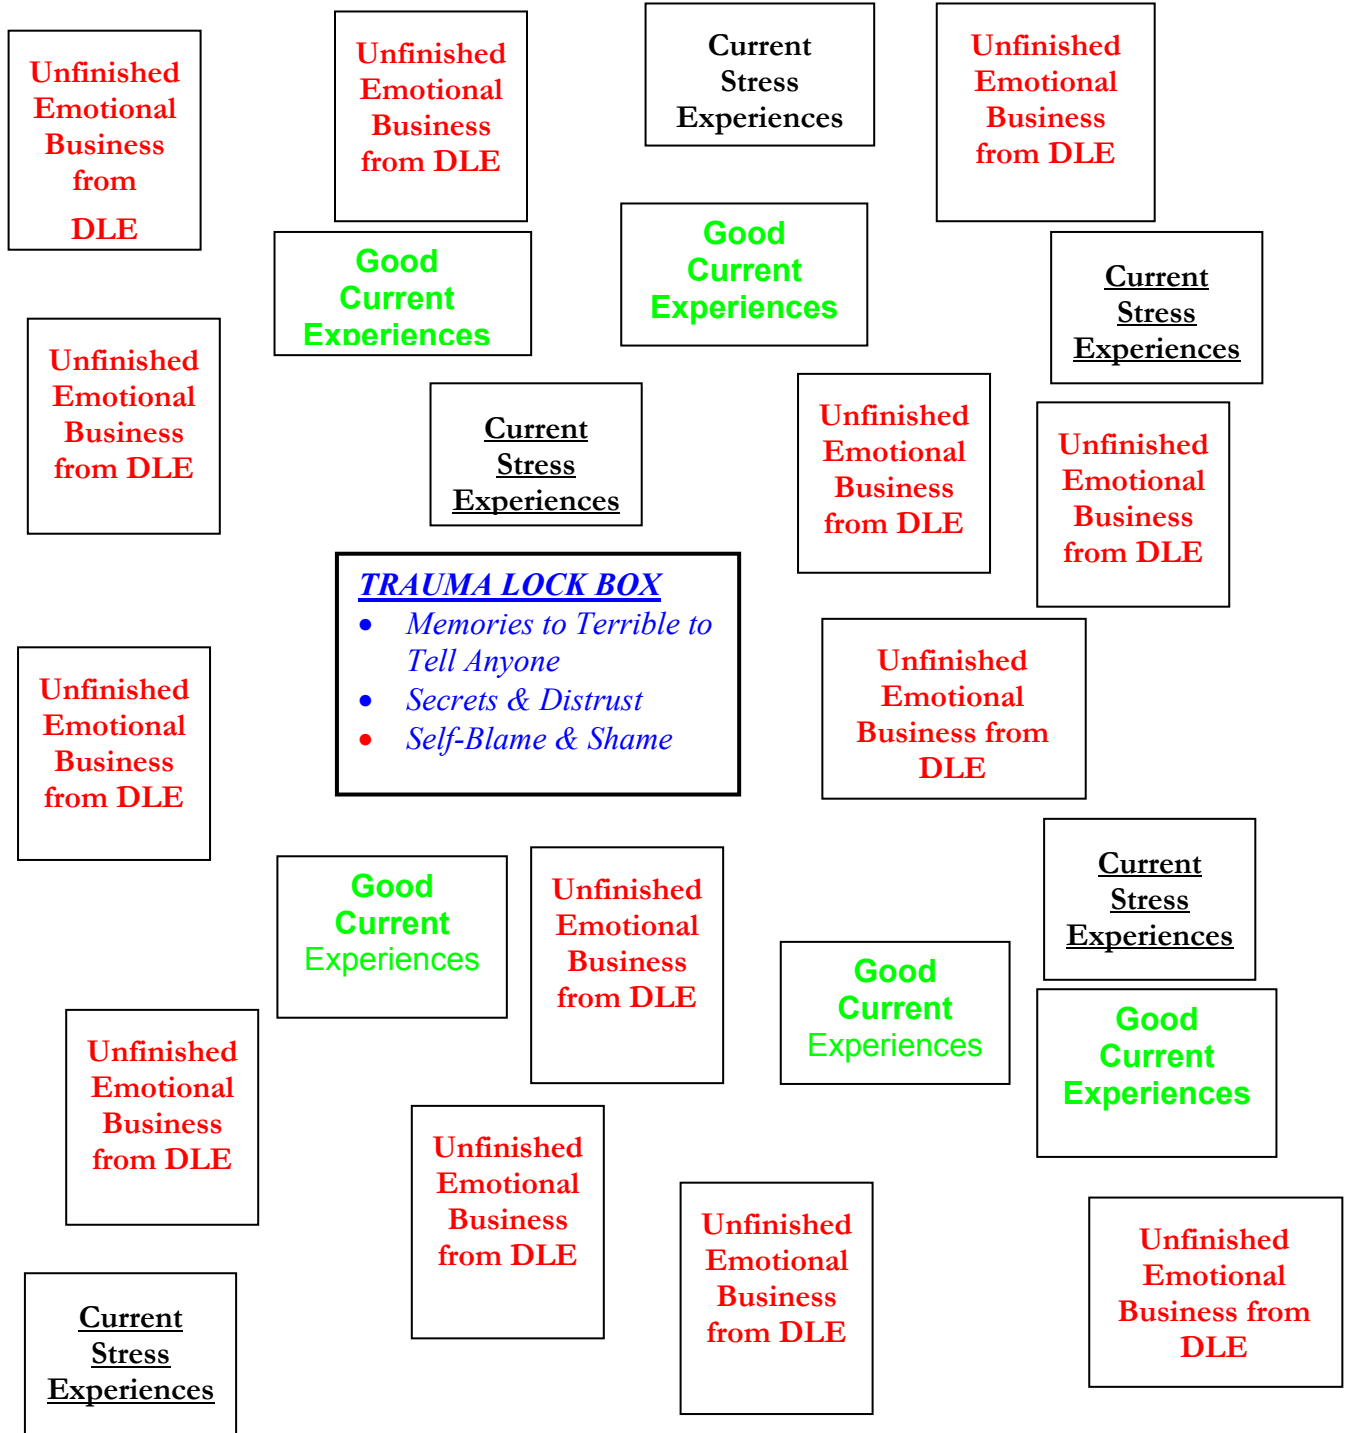 Unfinished
Emotional
Business
from
DLE
Unfinished
Emotional
Business
from DLE
Current
Stress
Experiences
Unfinished
Emotional
Business
from DLE
Good
Current
Experiences
Good
Current
Experiences
Current
Stress
Experiences
Unfinished
Emotional
Business
from DLE
Current
Stress
Experiences
Unfinished
Emotional
Business
from DLE
Unfinished
Emotional
Business
from DLE
TRAUMA LOCK BOX
• Memories to Terrible to
Tell Anyone
• Secrets & Distrust
• Self-Blame & Shame
Unfinished
Emotional
Business from
DLE
Unfinished
Emotional
Business
from DLE
Good
Current
Experiences
Unfinished
Emotional
Business
from DLE
Current
Stress
Experiences
Good
Current
Experiences
Good
Current
Experiences
Unfinished
Emotional
Business
from DLE
Unfinished
Emotional
Business
from DLE
Unfinished
Emotional
Business
from DLE
Unfinished
Emotional
Business from
DLE
Current
Stress
Experiences